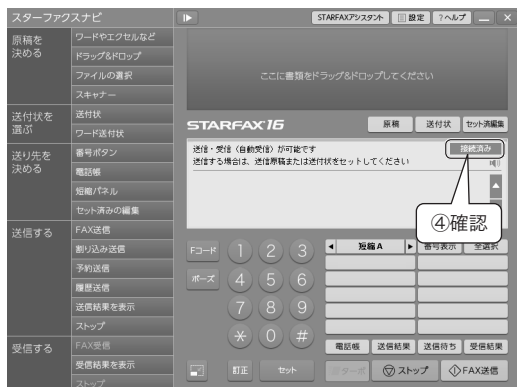 スターファクスナビ
STARFAXアシスタント
設定
?ヘルプ
原稿を
決める
ワードやエクセルなど
ドラッグ&ドロップ
ファイルの選択
スキャナー
送付状を
選ぶ
送付状
ワード送付状
送り先を
決める
番号ボタン
電話帳
短縮パネル
セット済みの編集
送信する
FAX送信
割り込み送信
予約送信
履歴送信
送信結果を表示
ストップ
受信する
FAX受信
受信結果を表示
ストップ
ここに書類をドラッグ&ドロップしてください
STARFAX'16
原稿
送付状
セット済編集
送信・受信(自動受信)が可能です
送信する場合は、送信原稿または送付状をセットしてください
接続済み
④確認
Fコード
1 2 3
短縮 A
番号表示
全選択
ポーズ
4 5 6
7 8 9
* 0 #
電話帳
送信結果
送信待ち
受信結果
訂正
セット
リダーボ
ストップ
FAX送信